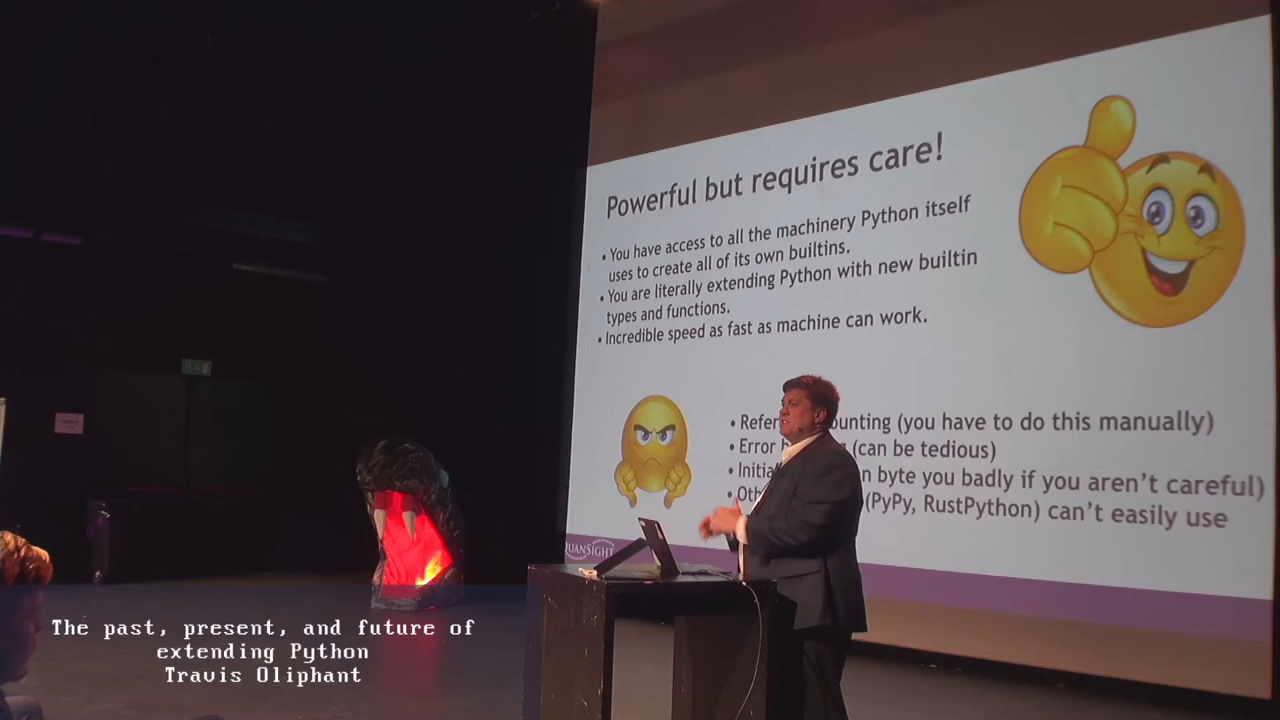 Powerful but requires care!
• You have access to all the machinery Python itself
uses to create all of its own builtins.
• You are literally extending Python with new builtin
types and functions.
• Incredible speed as fast as machine can work.
• Refer ounting (you have to do this manually)
• Error h (can be tedious)
• Initia n byte you badly if you aren't careful)
• Oth (PyPy, RustPython) can't easily use
QUANSIGHT
The past, present, and future of
extending Python
Travis Oliphant